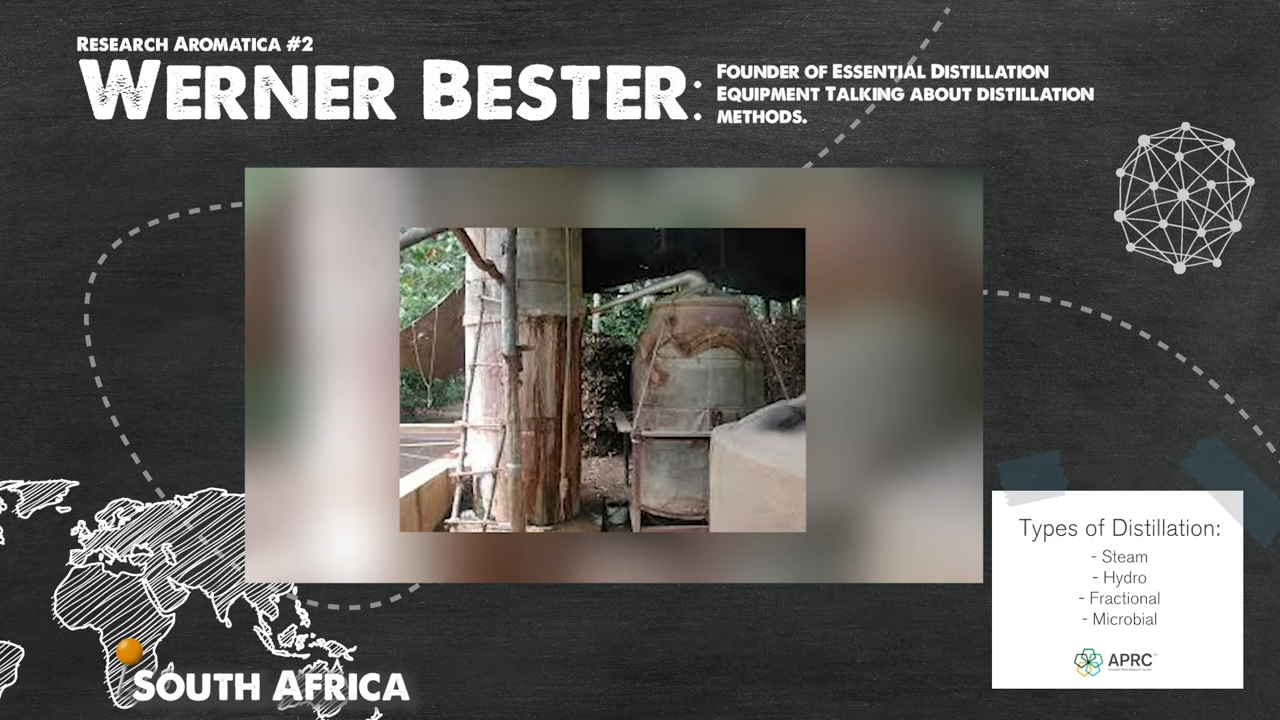 RESEARCH AROMATICA #2
WERNER BESTER:
FOUNDER OF ESSENTIAL DISTILLATION
EQUIPMENT TALKING ABOUT DISTILLATION
METHODS.
Types of Distillation:
- Steam
- Hydro
- Fractional
- Microbial
APRC
SOUTH AFRICA